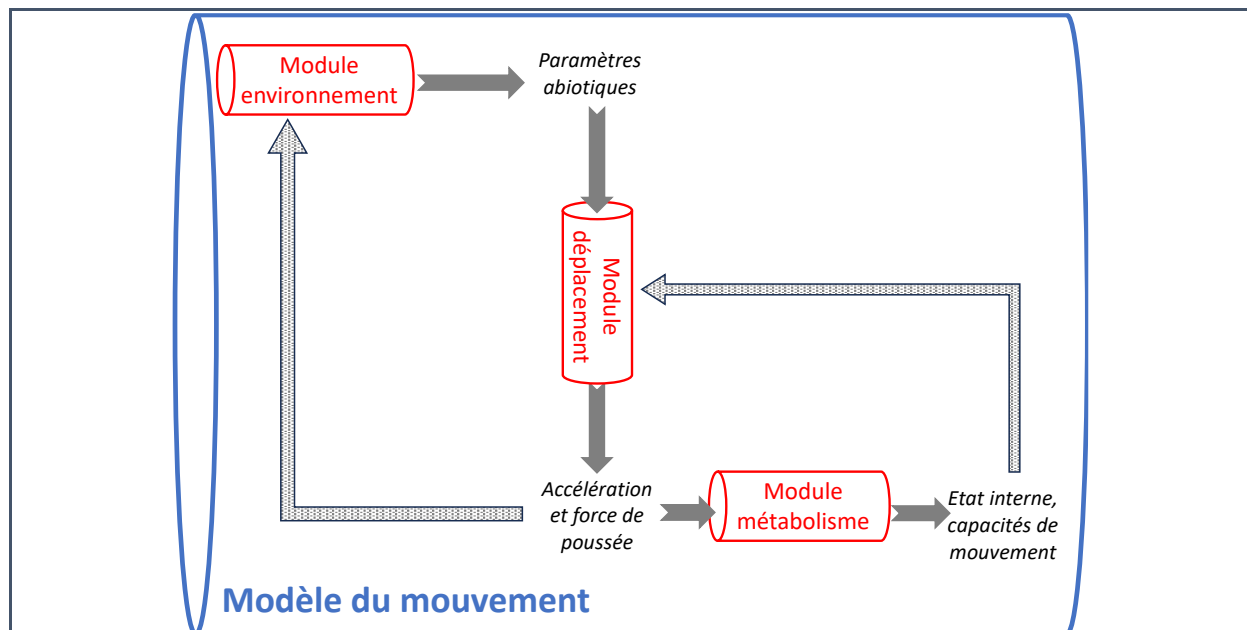 Module
environnement
Paramètres
abiotiques
Module
déplacement
Accélération
et force de
poussée
Module
métabolisme
Etat interne,
capacités de
mouvement
Modèle du mouvement